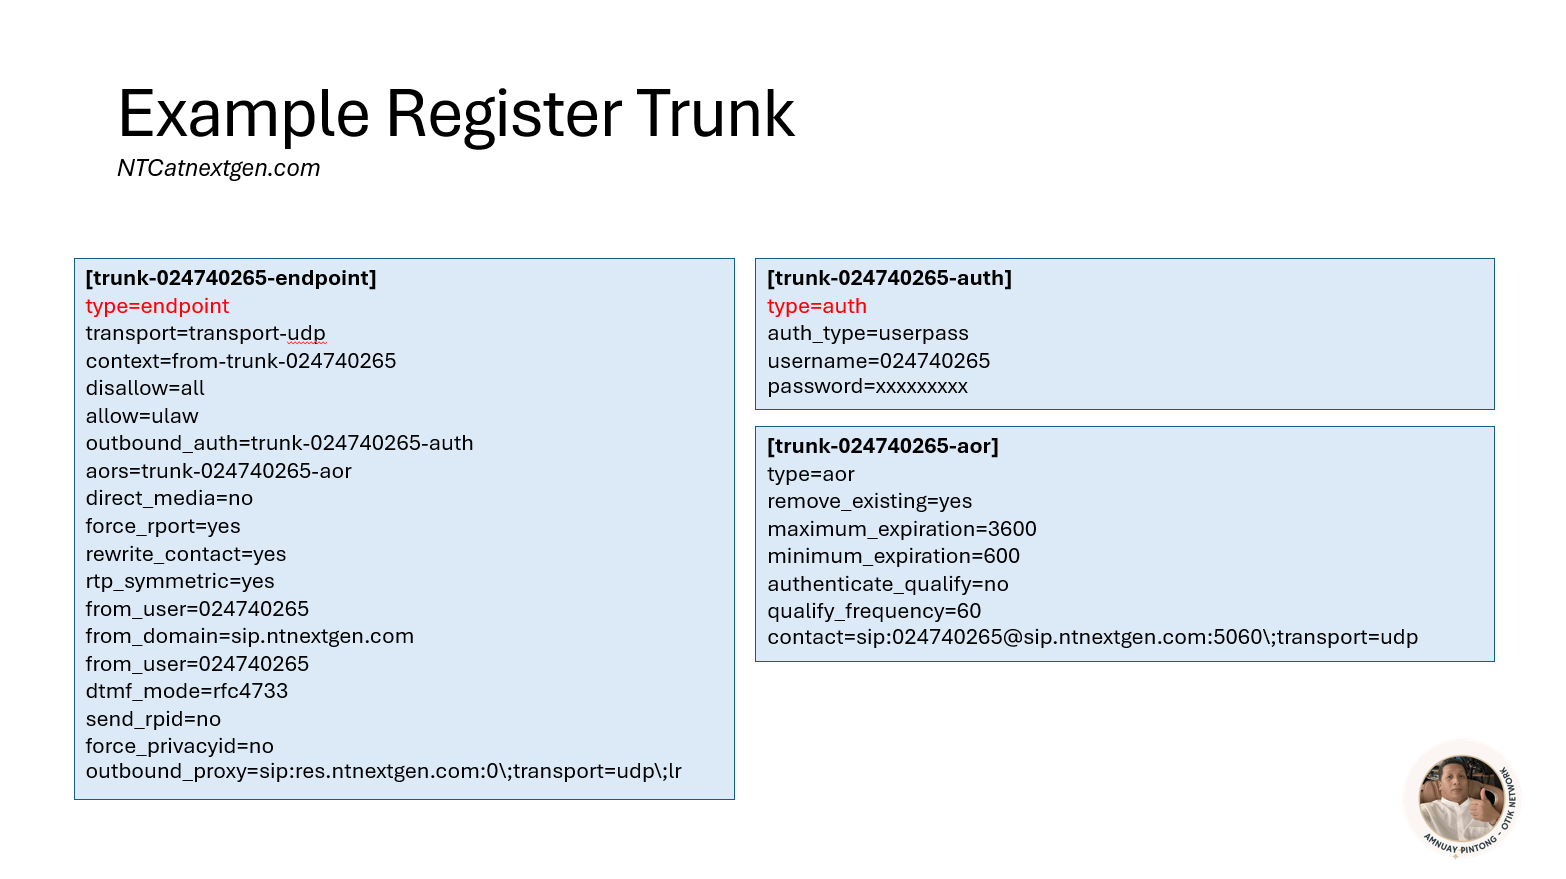 Example Register Trunk
NTCatnextgen.com
[trunk-024740265-endpoint]
type=endpoint
transport=transport-udp
context=from-trunk-024740265
disallow=all
allow=ulaw
outbound_auth=trunk-024740265-auth
aors=trunk-024740265-aor
direct_media=no
force_rport=yes
rewrite_contact=yes
rtp_symmetric=yes
from_user=024740265
from_domain=sip.ntnextgen.com
from_user=024740265
dtmf_mode=rfc4733
send_rpid=no
force_privacyid=no
outbound_proxy=sip:res.ntnextgen.com:0\;transport=udp\;lr
[trunk-024740265-auth]
type=auth
auth_type=userpass
username=024740265
password=xxxxxxxxx
[trunk-024740265-aor]
type=aor
remove_existing=yes
maximum_expiration=3600
minimum_expiration=600
authenticate_qualify=no
qualify_frequency=60
contact=sip:024740265@sip.ntnextgen.com:5060\;transport=udp
AMNUAY PINTONG - OTIK NETWORK